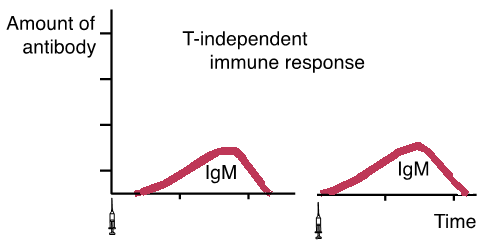 Amount of
antibody
T-independent
immune response
IgM
IgM
Time